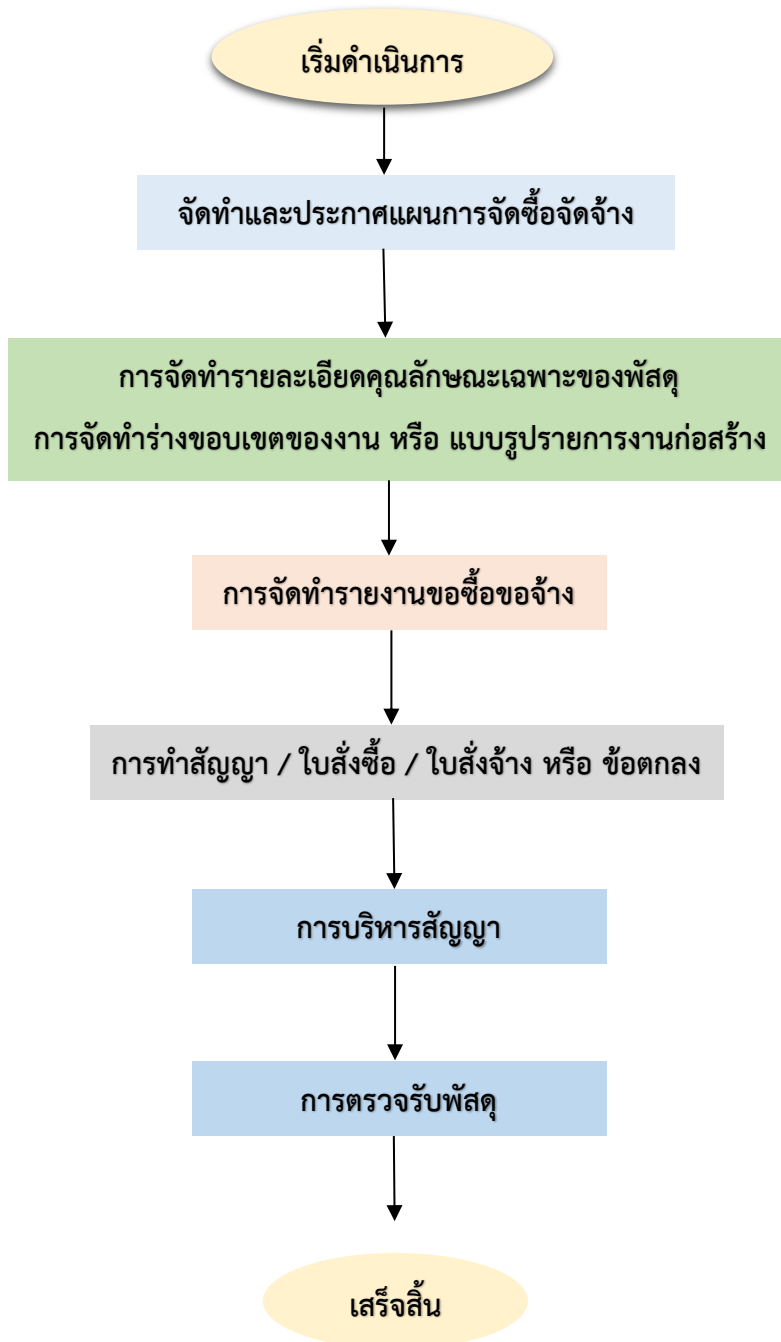 เริ่มดำเนินการ
จัดทำและประกาศแผนการจัดซื้อจัดจ้าง
การจัดทำรายละเอียดคุณลักษณะเฉพาะของพัสดุ
การจัดทำร่างขอบเขตของงาน หรือ แบบรูปรายการงานก่อสร้าง
การจัดทำรายงานขอซื้อขอจ้าง
การทำสัญญา / ใบสั่งซื้อ / ใบสั่งจ้าง หรือ ข้อตกลง
การบริหารสัญญา
การตรวจรับพัสดุ
เสร็จสิ้น